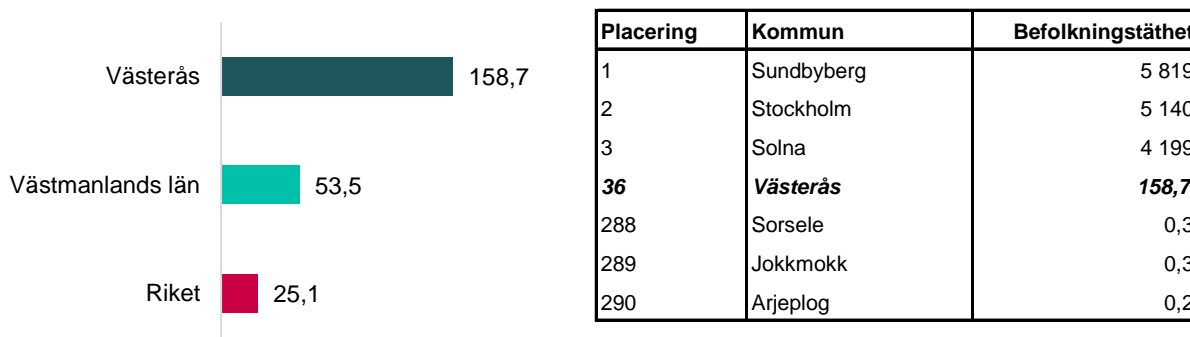 Västerås 158,7
Västmanlands län 53,5
Riket 25,1
Placering Kommun Befolkningstäthet
1 Sundbyberg 5 819
2 Stockholm 5 140
3 Solna 4 199
36 Västerås 158,7
288 Sorsele 0,3
289 Jokkmokk 0,3
290 Arjeplog 0,2